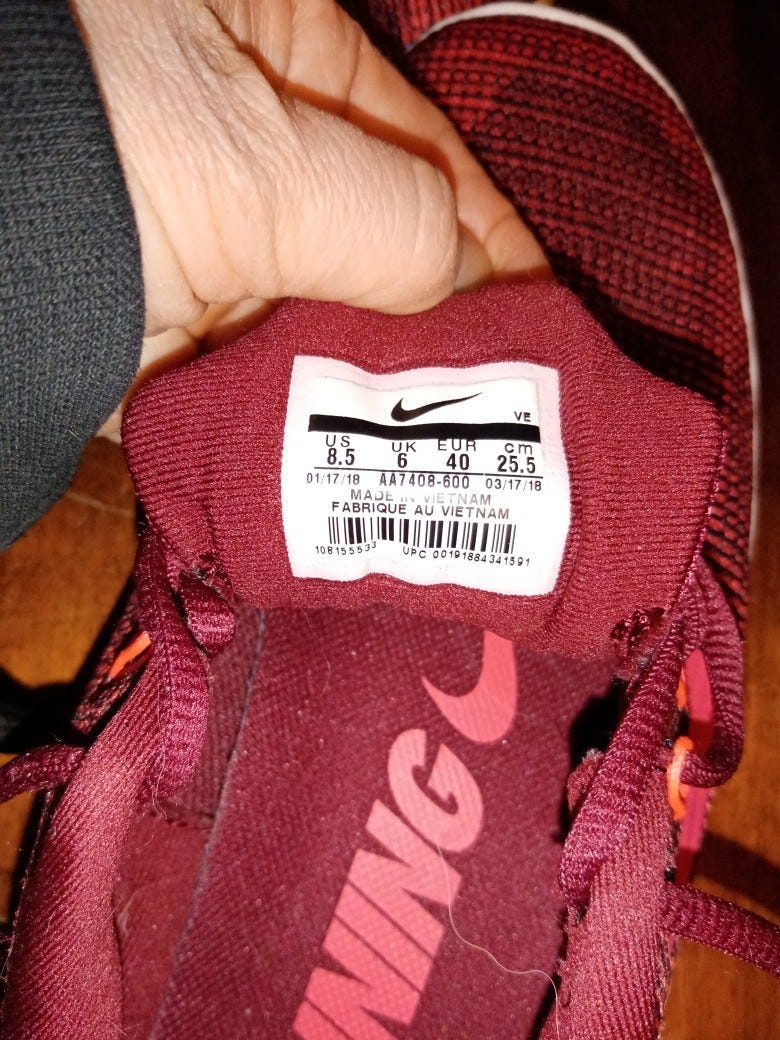 VE
US UK EUR cm
8.5 6 40 25.5
01/17/18 AA7408-600 03/17/18
MADE IN VIETNAM
FABRIQUE AU VIETNAM
108155533 UPC 00191884341591
NING